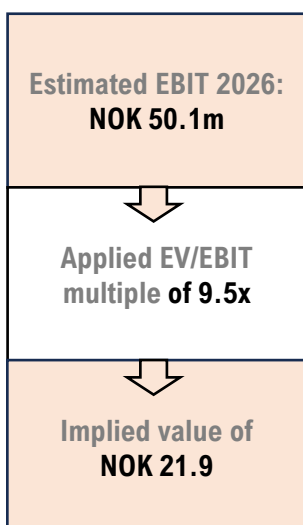 Estimated EBIT 2026:
NOK 50.1m
Applied EV/EBIT
multiple of 9.5x
Implied value of
NOK 21.9